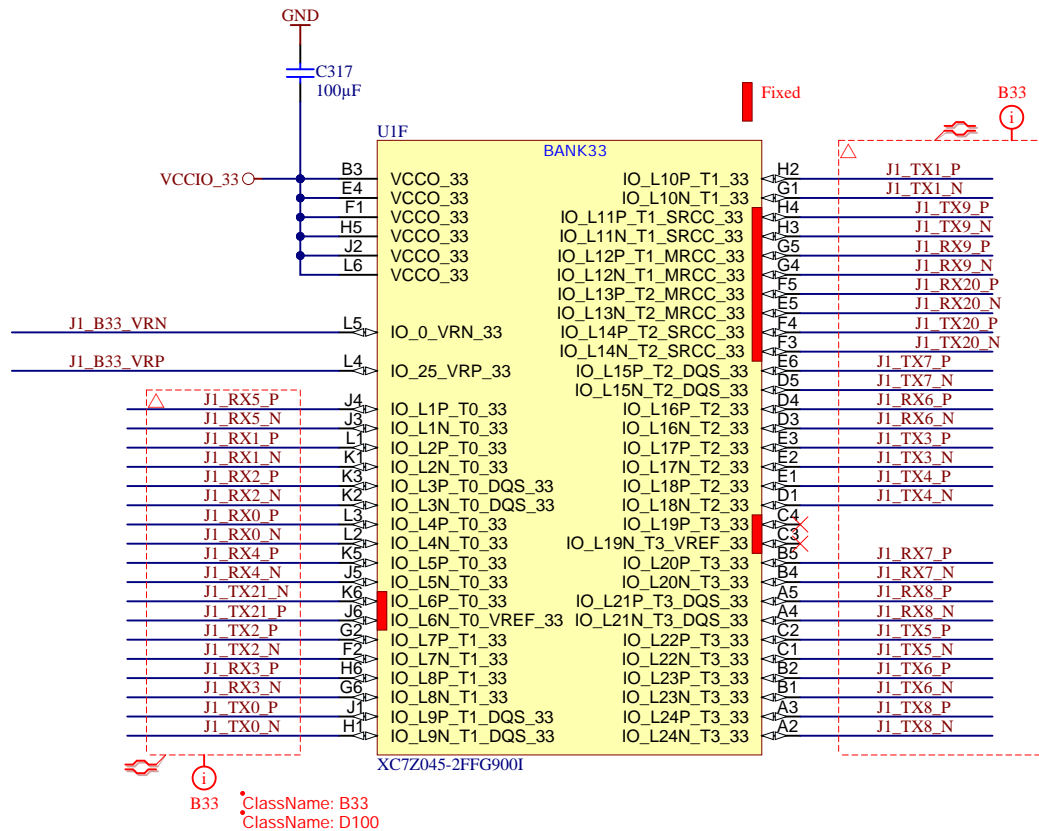 GND
C317
100µF
Fixed
B33
U1F
BANK33
VCCIO_33
B3 VCCO_33 IO_L10P_T1_33 H2 J1_TX1_P
E4 VCCO_33 IO_L10N_T1_33 G1 J1_TX1_N
F1 VCCO_33 IO_L11P_T1_SRCC_33 H4 J1_TX9_P
H5 VCCO_33 IO_L11N_T1_SRCC_33 H3 J1_TX9_N
J2 VCCO_33 IO_L12P_T1_MRCC_33 G5 J1_RX9_P
L6 VCCO_33 IO_L12N_T1_MRCC_33 G4 J1_RX9_N
IO_L13P_T2_MRCC_33 F5 J1_RX20_P
IO_L13N_T2_MRCC_33 E5 J1_RX20_N
J1_B33_VRN L5 IO_0_VRN_33 IO_L14P_T2_SRCC_33 F4 J1_TX20_P
IO_L14N_T2_SRCC_33 F3 J1_TX20_N
J1_B33_VRP L4 IO_25_VRP_33 IO_L15P_T2_DQS_33 E6 J1_TX7_P
IO_L15N_T2_DQS_33 D5 J1_TX7_N
J1_RX5_P J4 IO_L1P_T0_33 IO_L16P_T2_33 D4 J1_RX6_P
J1_RX5_N J3 IO_L1N_T0_33 IO_L16N_T2_33 D3 J1_RX6_N
J1_RX1_P L1 IO_L2P_T0_33 IO_L17P_T2_33 E3 J1_TX3_P
J1_RX1_N K1 IO_L2N_T0_33 IO_L17N_T2_33 E2 J1_TX3_N
J1_RX2_P K3 IO_L3P_T0_DQS_33 IO_L18P_T2_33 E1 J1_TX4_P
J1_RX2_N K2 IO_L3N_T0_DQS_33 IO_L18N_T2_33 D1 J1_TX4_N
J1_RX0_P L3 IO_L4P_T0_33 IO_L19P_T3_33 C4
J1_RX0_N L2 IO_L4N_T0_33 IO_L19N_T3_VREF_33 C3
J1_RX4_P K5 IO_L5P_T0_33 IO_L20P_T3_33 B5 J1_RX7_P
J1_RX4_N J5 IO_L5N_T0_33 IO_L20N_T3_33 B4 J1_RX7_N
J1_TX21_N K6 IO_L6P_T0_33 IO_L21P_T3_DQS_33 A5 J1_RX8_P
J1_TX21_P J6 IO_L6N_T0_VREF_33 IO_L21N_T3_DQS_33 A4 J1_RX8_N
J1_TX2_P G2 IO_L7P_T1_33 IO_L22P_T3_33 C2 J1_TX5_P
J1_TX2_N F2 IO_L7N_T1_33 IO_L22N_T3_33 C1 J1_TX5_N
J1_RX3_P H6 IO_L8P_T1_33 IO_L23P_T3_33 B2 J1_TX6_P
J1_RX3_N G6 IO_L8N_T1_33 IO_L23N_T3_33 B1 J1_TX6_N
J1_TX0_P J1 IO_L9P_T1_DQS_33 IO_L24P_T3_33 A3 J1_TX8_P
J1_TX0_N H1 IO_L9N_T1_DQS_33 IO_L24N_T3_33 A2 J1_TX8_N
XC7Z045-2FFG900I
i
i
B33
ClassName: B33
ClassName: D100